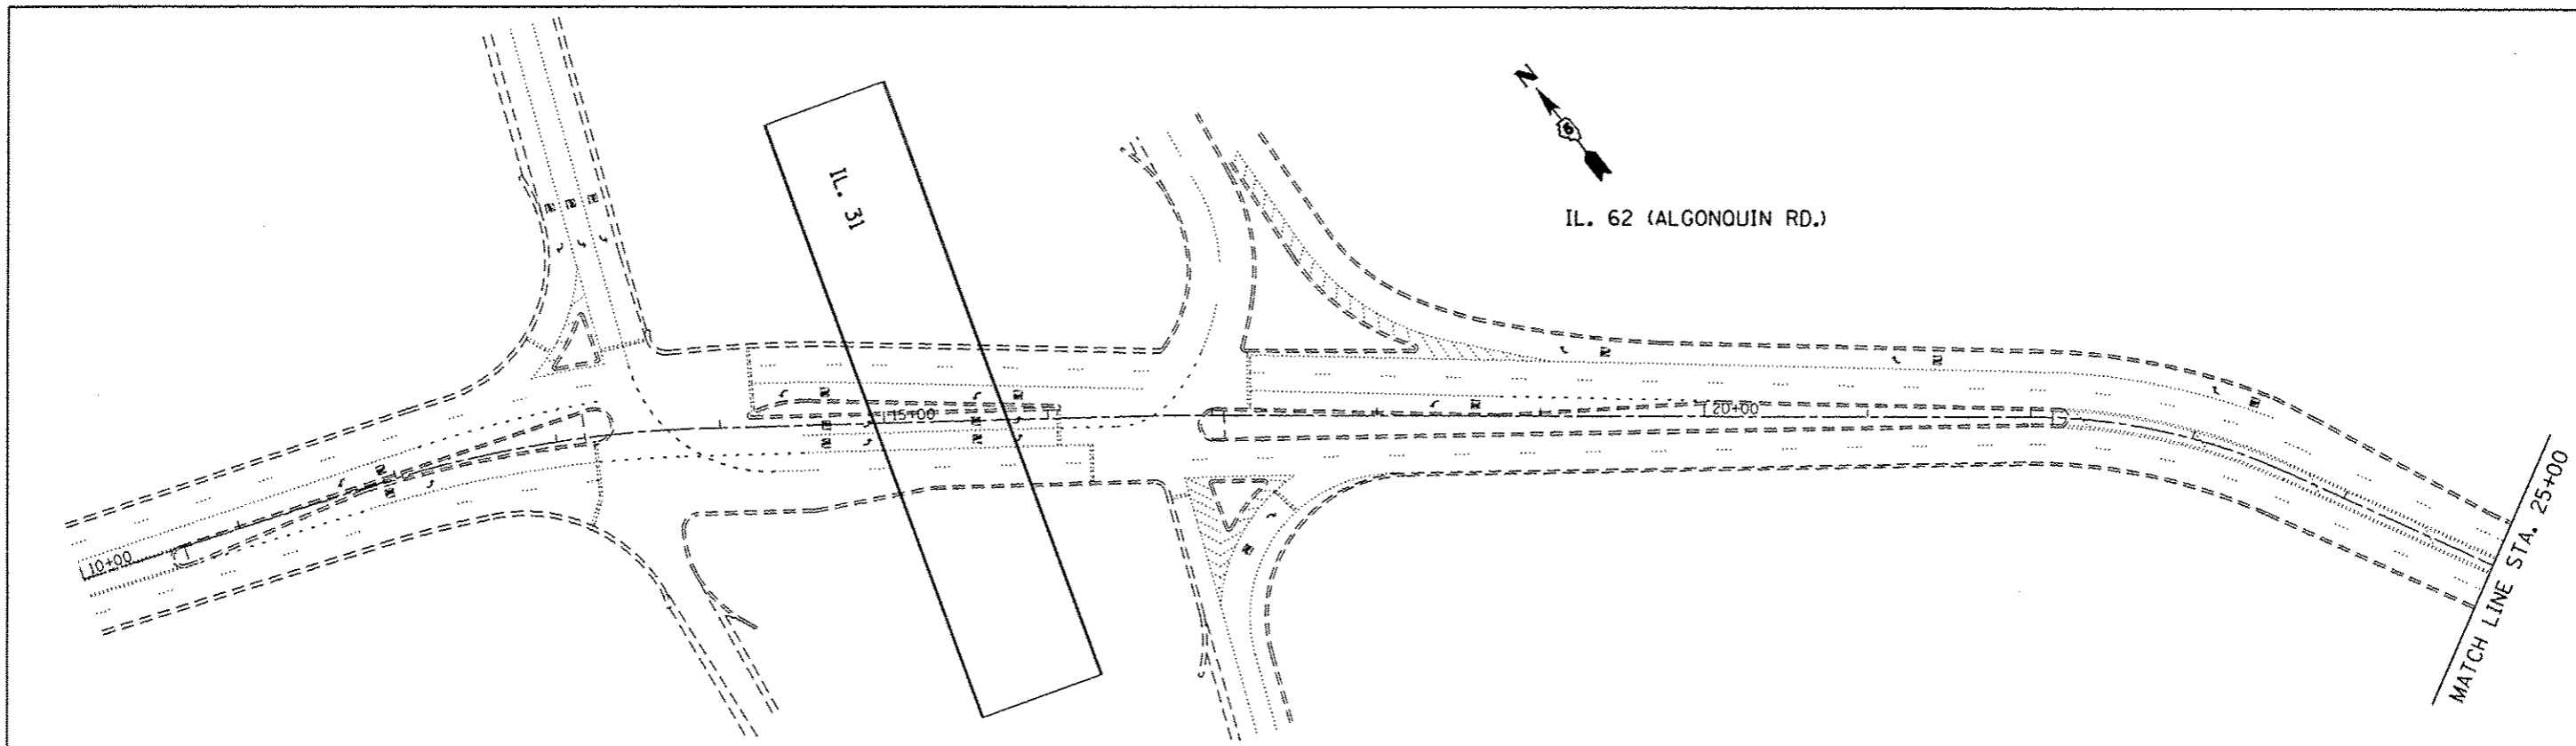 N
IL. 31
IL. 62 (ALGONQUIN RD.)
10+00
15+00
20+00
MATCH LINE STA. 25+00